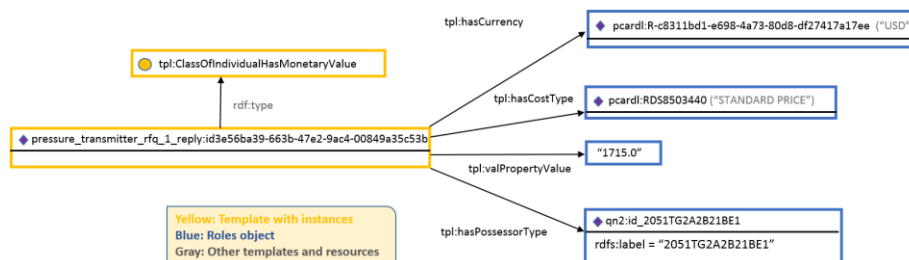 tpl:hasCurrency
pcardl:R-c8311bd1-e698-4a73-80d8-df27417a17ee ("USD"
tpl:ClassOfIndividualHasMonetaryValue
tpl:hasCostType
pcardl:RDS8503440 ("STANDARD PRICE")
rdf:type
pressure_transmitter_rfq_1_reply:id3e56ba39-663b-47e2-9ac4-00849a35c53b
"1715.0"
tpl:valPropertyValue
Yellow: Template with instances
Blue: Roles object
Gray: Other templates and resources
tpl:hasPossessorType
qn2:id_2051TG2A2B21BE1
rdfs:label = "2051TG2A2B21BE1"